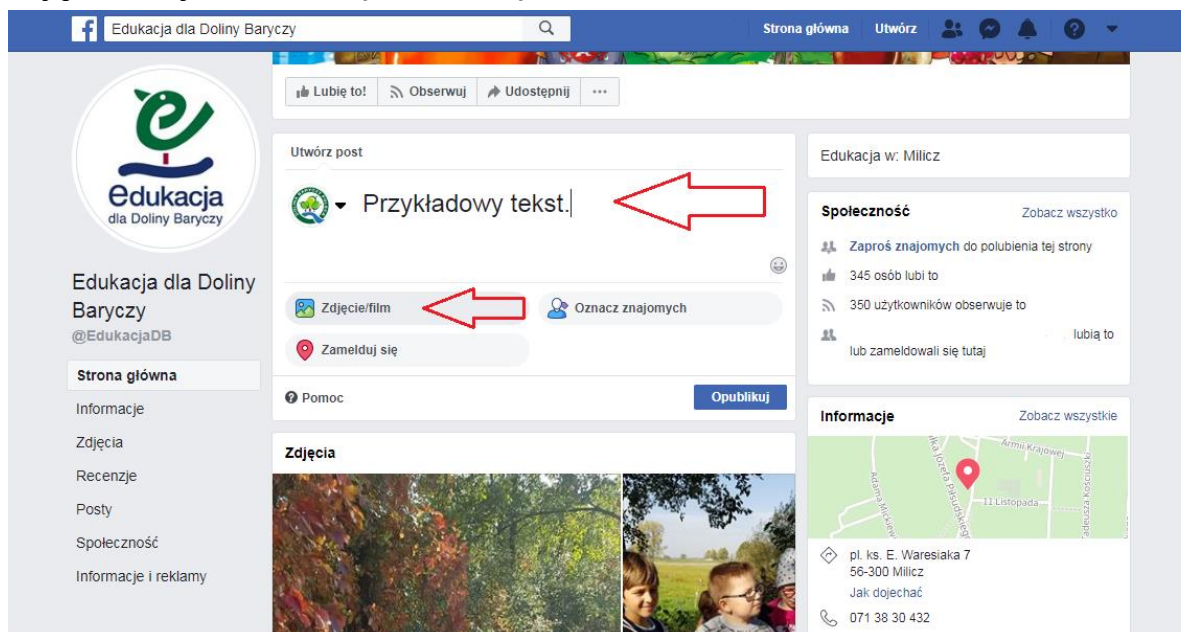 Edukacja dla Doliny Baryczy
Strona główna
Utwórz
edukacja
dla Doliny Baryczy
Edukacja dla Doliny
Baryczy
@EdukacjaDB
Strona główna
Informacje
Zdjęcia
Recenzje
Posty
Społeczność
Informacje i reklamy
Lubię to!
Obserwuj
Udostępnij
Utwórz post
Przykładowy tekst.
Zdjęcie/film
Oznacz znajomych
Zamelduj się
Pomoc
Opublikuj
Zdjęcia
Edukacja w: Milicz
Społeczność
Zobacz wszystko
Zaproś znajomych do polubienia tej strony
345 osób lubi to
350 użytkowników obserwuje to
lubią to
lub zameldowali się tutaj
Informacje
Zobacz wszystkie
Armii Krajowej
Józefa Piłsudskiego
11 Listopada
pl. ks. E. Waresiaka 7
56-300 Milicz
Jak dojechać
071 38 30 432